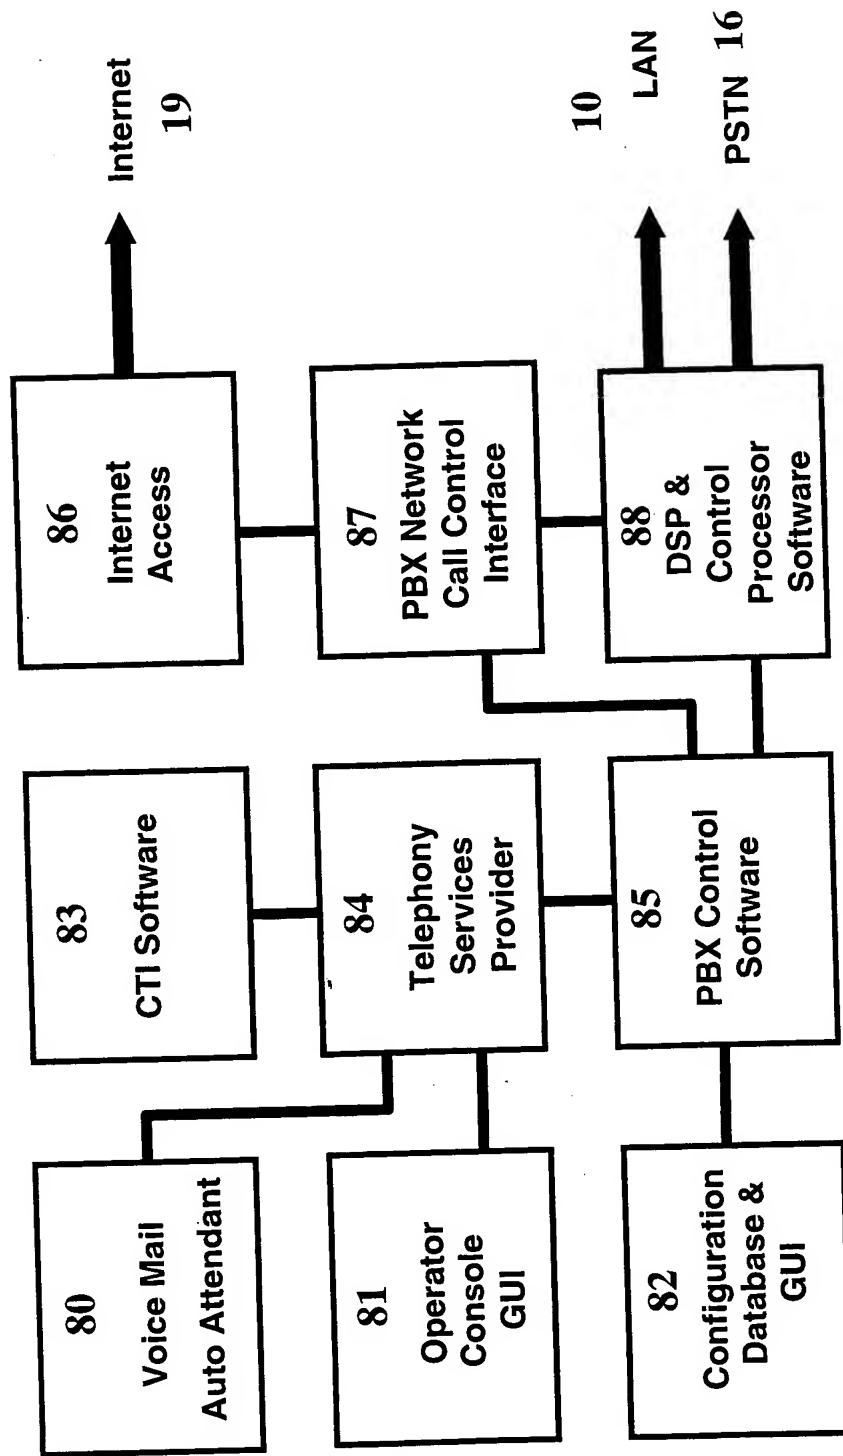 80
Voice Mail
Auto Attendant
83
CTI Software
86
Internet
Access
Internet
19
81
Operator
Console
GUI
84
Telephony
Services
Provider
87
PBX Network
Call Control
Interface
82
Configuration
Database &
GUI
85
PBX Control
Software
88
DSP &
Control
Processor
Software
10
LAN
PSTN 16